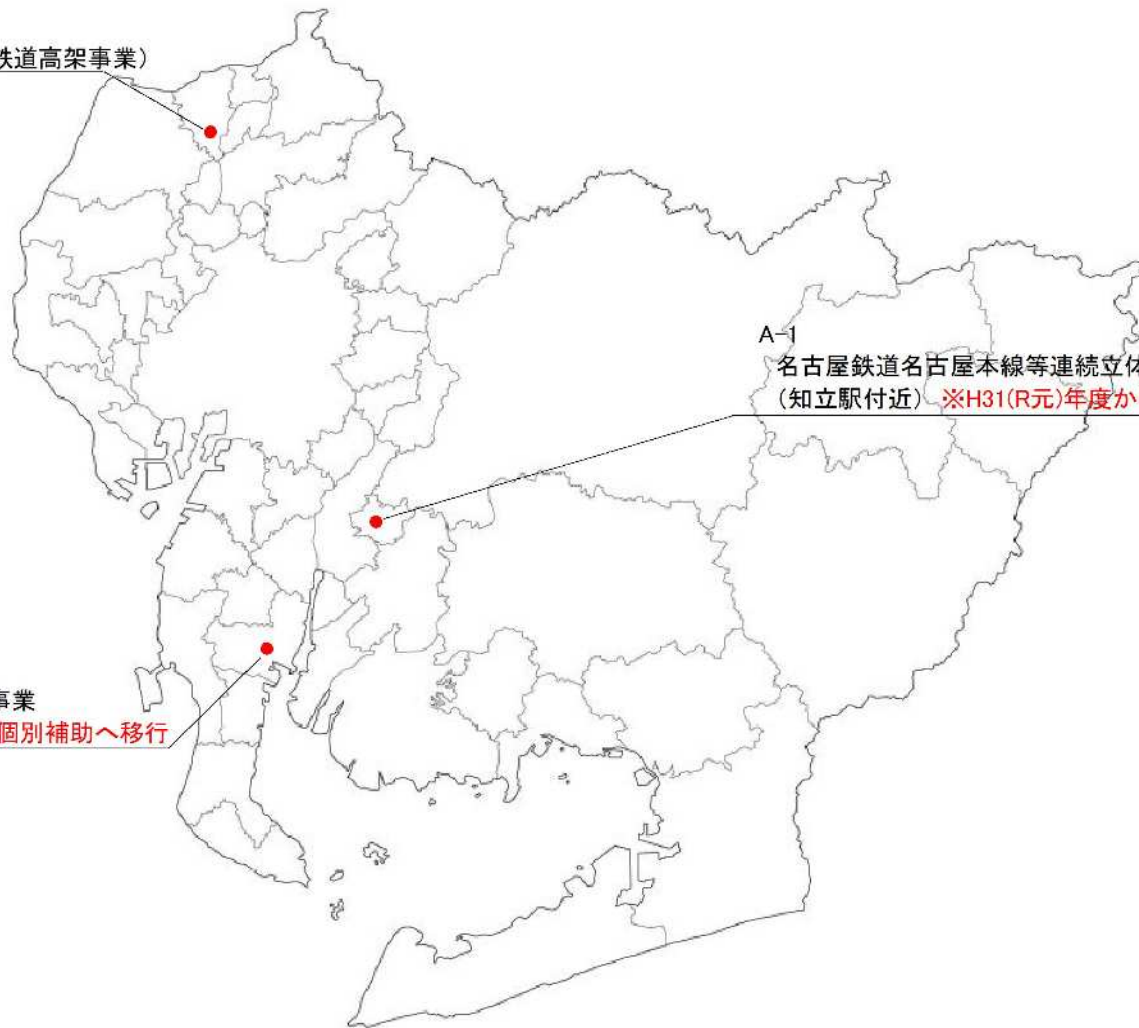 鉄道高架事業）
A-1
名古屋鉄道名古屋本線等連続立体
（知立駅付近） ※H31(R元)年度か
事業
個別補助へ移行